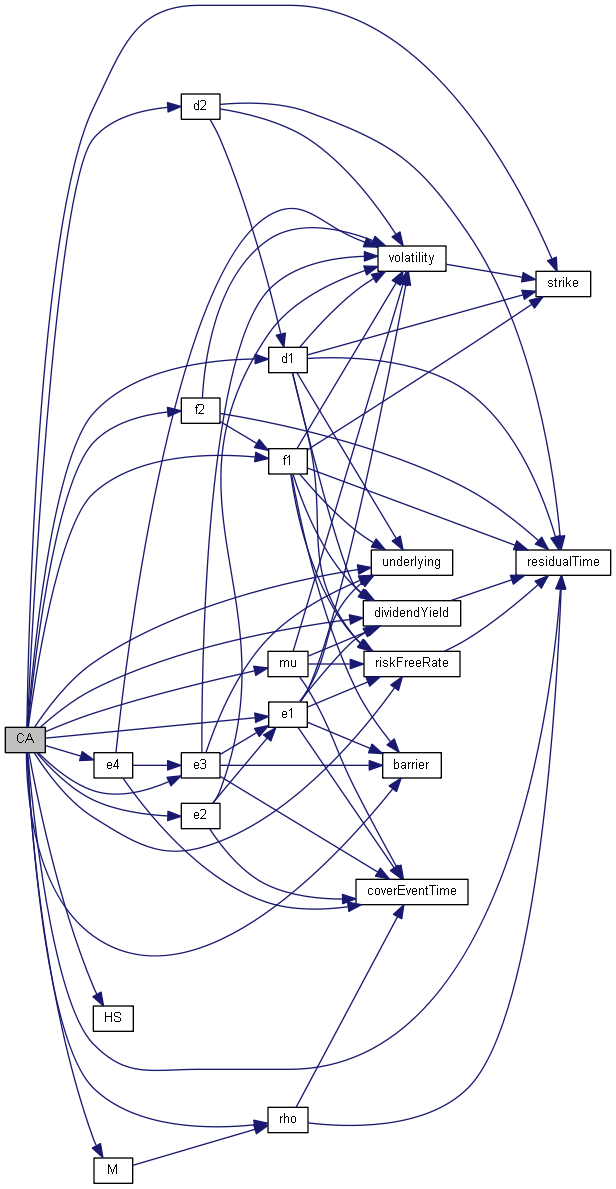 d2
volatility
strike
d1
f2
f1
underlying
residualTime
dividendYield
mu
riskFreeRate
e1
CA
e4
e3
barrier
e2
coverEventTime
HS
rho
M